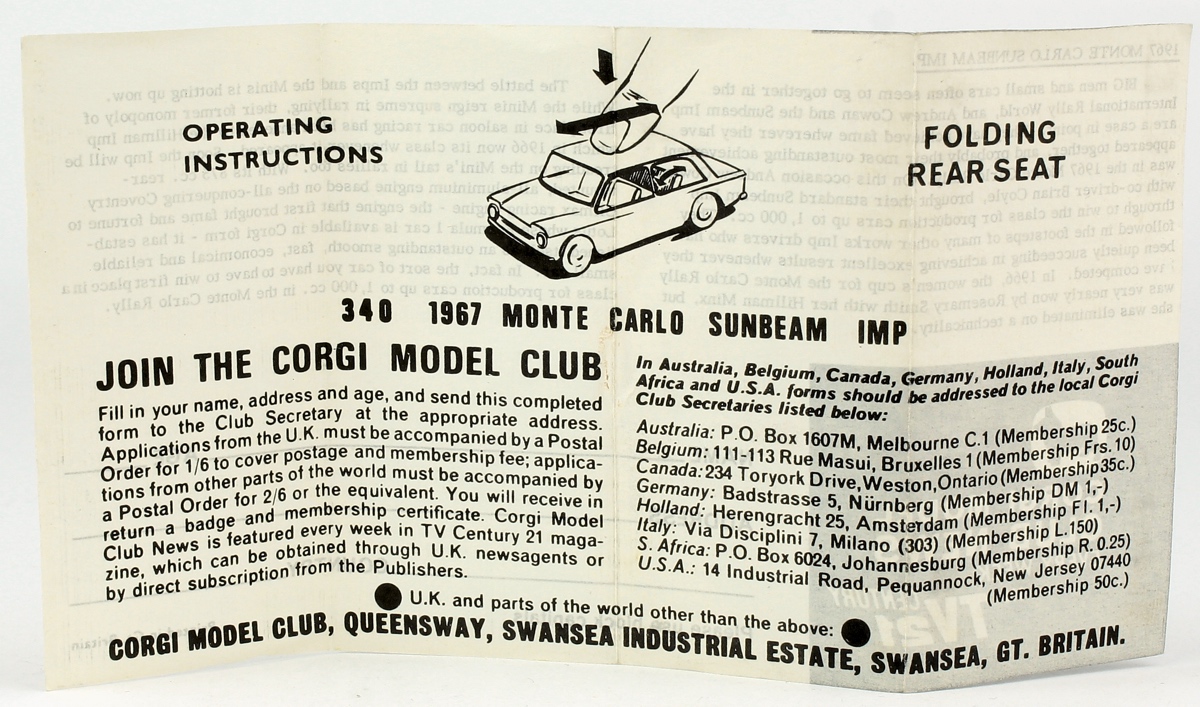 OPERATING
INSTRUCTIONS
FOLDING
REAR SEAT
340 1967 MONTE CARLO SUNBEAM IMP
JOIN THE CORGI MODEL CLUB
Fill in your name, address and age, and send this completed
form to the Club Secretary at the appropriate address.
Applications from the U.K. must be accompanied by a Postal
Order for 1/6 to cover postage and membership fee; applica-
tions from other parts of the world must be accompanied by
a Postal Order for 2/6 or the equivalent. You will receive in
return a badge and membership certificate. Corgi Model
Club News is featured every week in TV Century 21 maga-
zine, which can be obtained through U.K. newsagents or
by direct subscription from the Publishers.
In Australia, Belgium, Canada, Germany, Holland, Italy, South
Africa and U.S.A. forms should be addressed to the local Corgi
Club Secretaries listed below:
Australia: P.O. Box 1607M, Melbourne C.1 (Membership 25c.)
Belgium: 111-113 Rue Masui, Bruxelles 1 (Membership Frs. 10)
Canada: 234 Toryork Drive, Weston, Ontario (Membership 35c.)
Germany: Badstrasse 5, Nürnberg (Membership DM 1,-)
Holland: Herengracht 25, Amsterdam (Membership Fl. 1,-)
Italy: Via Disciplini 7, Milano (303) (Membership L.150)
S. Africa: P.O. Box 6024, Johannesburg (Membership R. 0.25)
U.S.A.: 14 Industrial Road, Pequannock, New Jersey 07440
(Membership 50c.)
U.K. and parts of the world other than the above:
CORGI MODEL CLUB, QUEENSWAY, SWANSEA INDUSTRIAL ESTATE, SWANSEA, GT. BRITAIN.